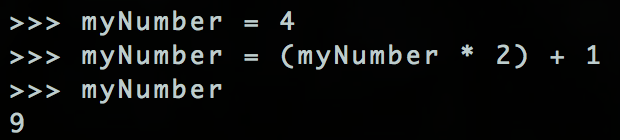 >>> myNumber = 4
>>> myNumber = (myNumber * 2) + 1
>>> myNumber
9